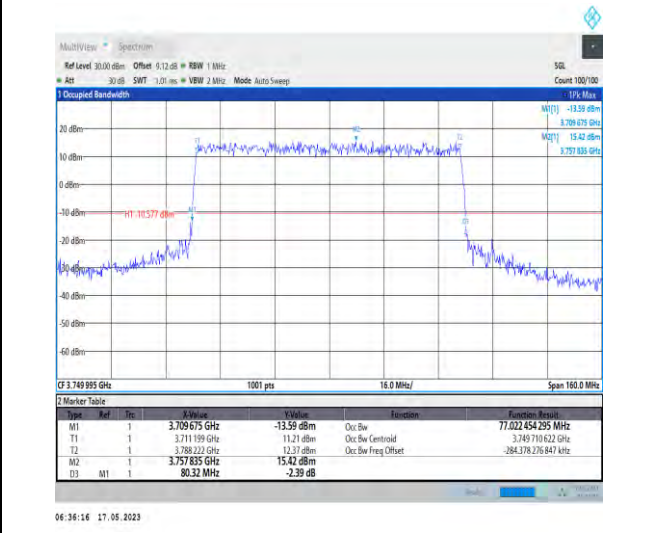 MultiView Spectrum
Ref Level 30.00 dBm Offset 9.12 dB RBW 1 MHz SGL
Att 30 dB SWT 1.01 ms VBW 2 MHz Mode Auto Sweep Count 100/100
1 Occupied Bandwidth 1Pk Max
M1[1] -13.59 dBm
3.709 675 GHz
M2[1] 15.42 dBm
3.757 835 GHz
20 dBm
10 dBm
0 dBm
-10 dBm
H1 -10.577 dBm
-20 dBm
-30 dBm
-40 dBm
-50 dBm
-60 dBm
T1
M2
T2
M1
D3
CF 3.749 995 GHz 1001 pts 16.0 MHz/ Span 160.0 MHz
2 Marker Table
Type Ref Trc X-Value Y-Value Function Function Result
M1 1 3.709 675 GHz -13.59 dBm Occ Bw 77.022 454 295 MHz
T1 1 3.711 199 GHz 11.21 dBm Occ Bw Centroid 3.749 710 622 GHz
T2 1 3.788 222 GHz 12.37 dBm Occ Bw Freq Offset -284.378 276 847 kHz
M2 1 3.757 835 GHz 15.42 dBm
D3 M1 1 80.32 MHz -2.39 dB
06:36:16 17.05.2023